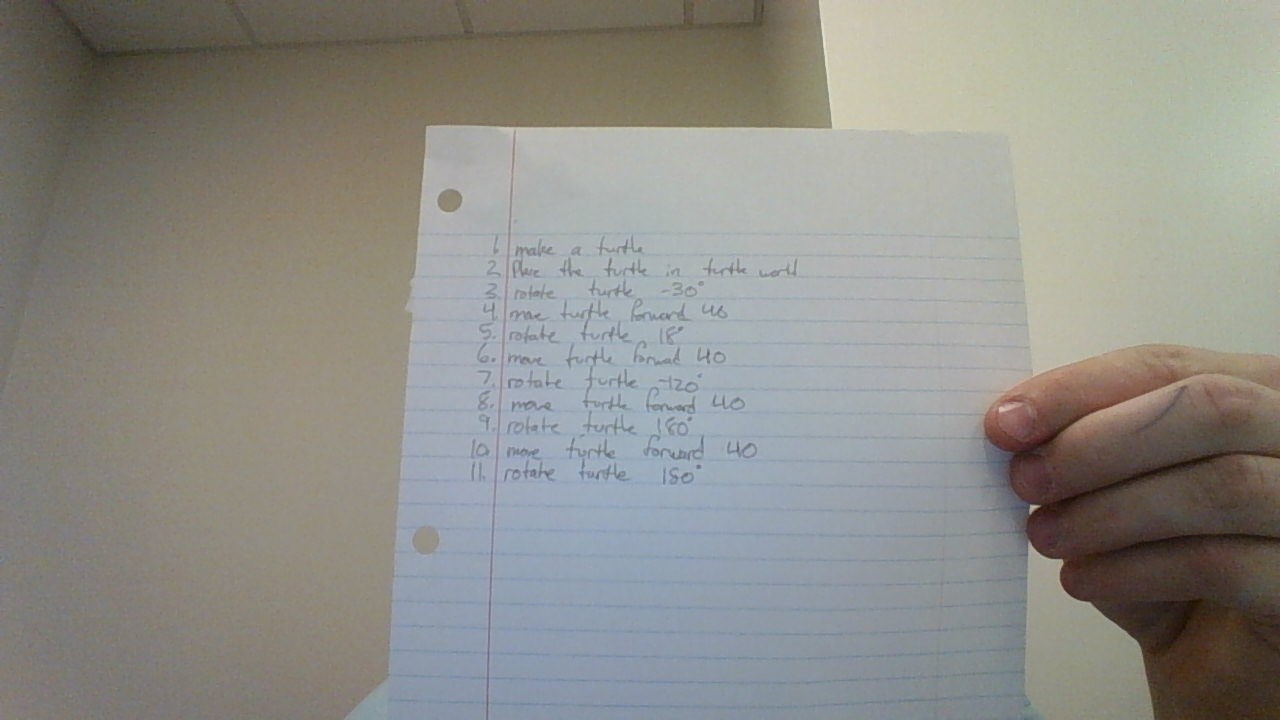 1. make a turtle
2. Place the turtle in turtle world
3. rotate turtle -30°
4. move turtle forward 40
5. rotate turtle 18°
6. move turtle forward 40
7. rotate turtle -120°
8. move turtle forward 40
9. rotate turtle 180°
10. move turtle forward 40
11. rotate turtle 180°